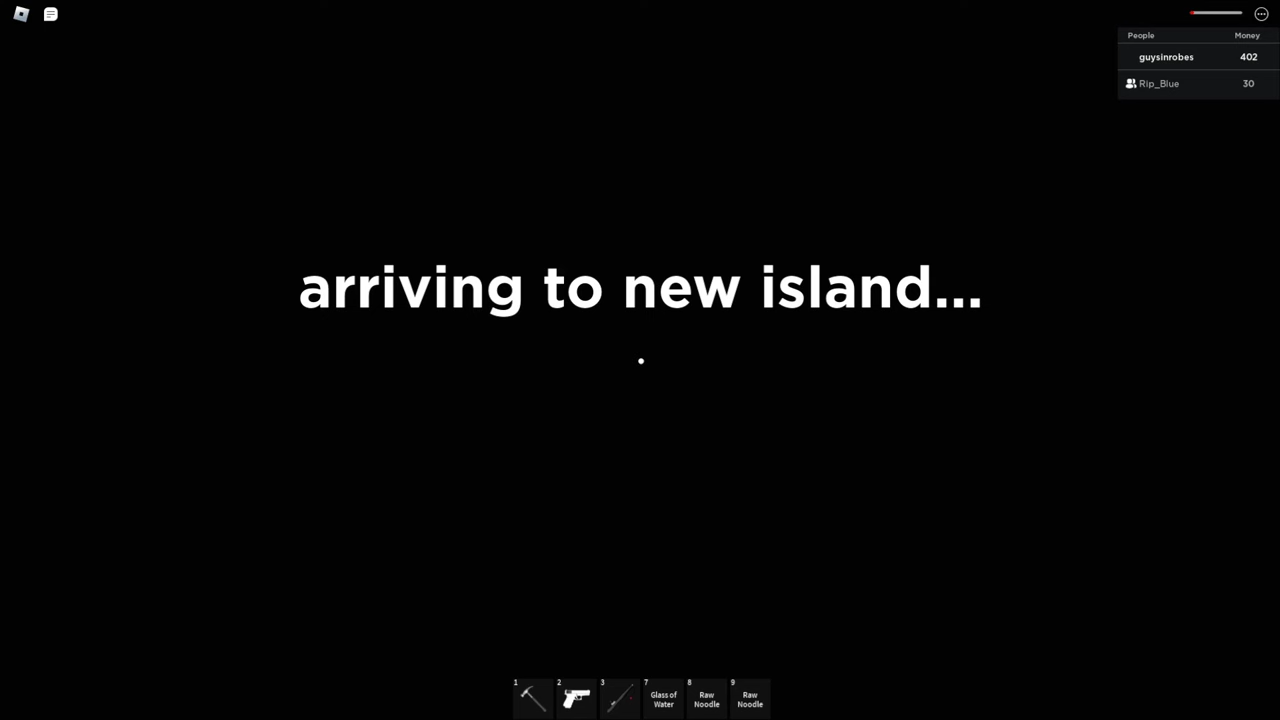 People Money
guysinrobes 402
Rip_Blue 30
arriving to new island...
1 2 3 7 8 9
Glass of Water Raw Noodle Raw Noodle